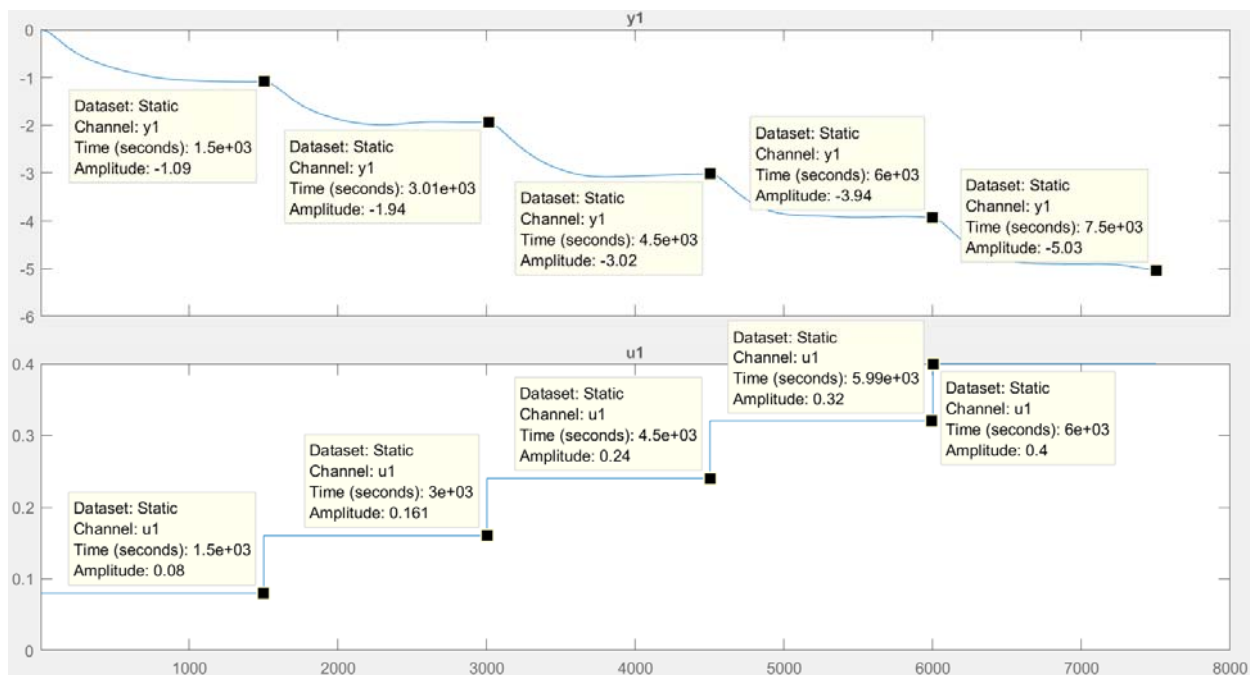 y1
0
-1
-2
-3
-4
-5
-6
Dataset: Static
Channel: y1
Time (seconds): 1.5e+03
Amplitude: -1.09
Dataset: Static
Channel: y1
Time (seconds): 3.01e+03
Amplitude: -1.94
Dataset: Static
Channel: y1
Time (seconds): 4.5e+03
Amplitude: -3.02
Dataset: Static
Channel: y1
Time (seconds): 6e+03
Amplitude: -3.94
Dataset: Static
Channel: y1
Time (seconds): 7.5e+03
Amplitude: -5.03
u1
0.4
0.3
0.2
0.1
0
Dataset: Static
Channel: u1
Time (seconds): 1.5e+03
Amplitude: 0.08
Dataset: Static
Channel: u1
Time (seconds): 3e+03
Amplitude: 0.161
Dataset: Static
Channel: u1
Time (seconds): 4.5e+03
Amplitude: 0.24
Dataset: Static
Channel: u1
Time (seconds): 5.99e+03
Amplitude: 0.32
Dataset: Static
Channel: u1
Time (seconds): 6e+03
Amplitude: 0.4
1000 2000 3000 4000 5000 6000 7000 8000